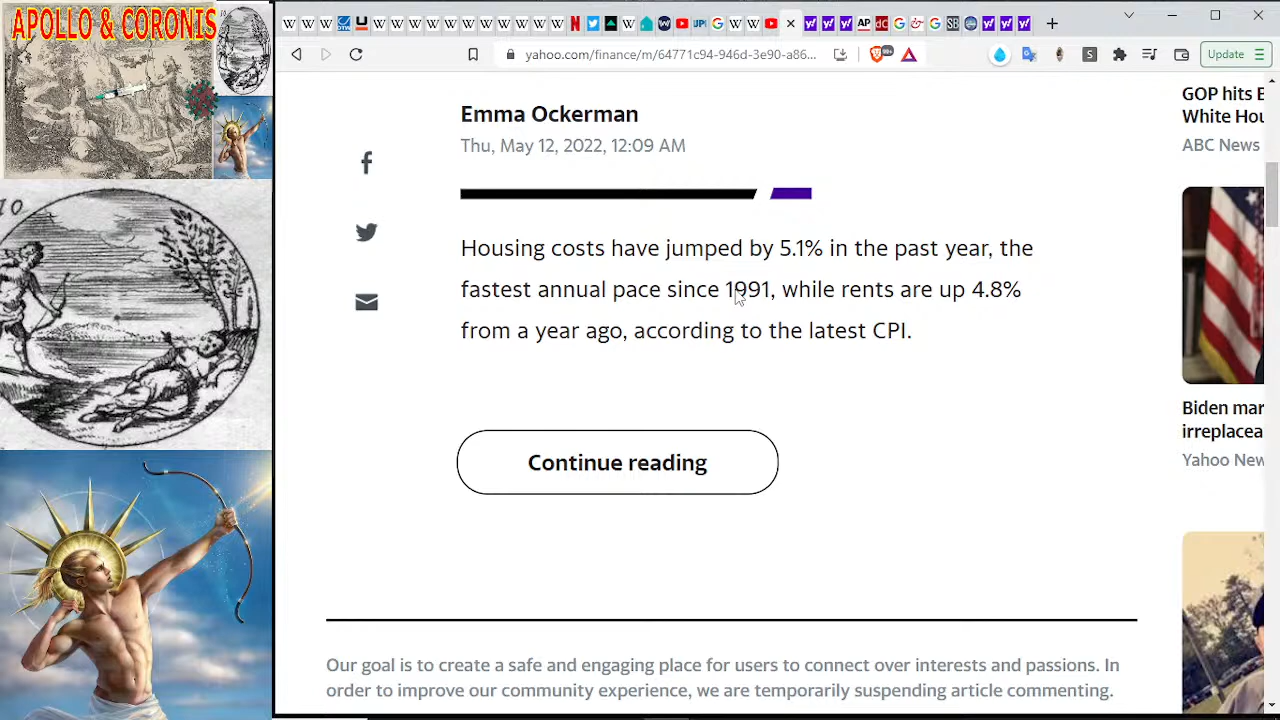 APOLLO & CORONIS
10
yahoo.com/finance/m/64771c94-946d-3e90-a86...
99+
S
Update
Emma Ockerman
Thu, May 12, 2022, 12:09 AM
Housing costs have jumped by 5.1% in the past year, the
fastest annual pace since 1991, while rents are up 4.8%
from a year ago, according to the latest CPI.
Continue reading
Our goal is to create a safe and engaging place for users to connect over interests and passions. In
order to improve our community experience, we are temporarily suspending article commenting.
GOP hits B
White Hou
ABC News
Biden mar
irreplacea
Yahoo New